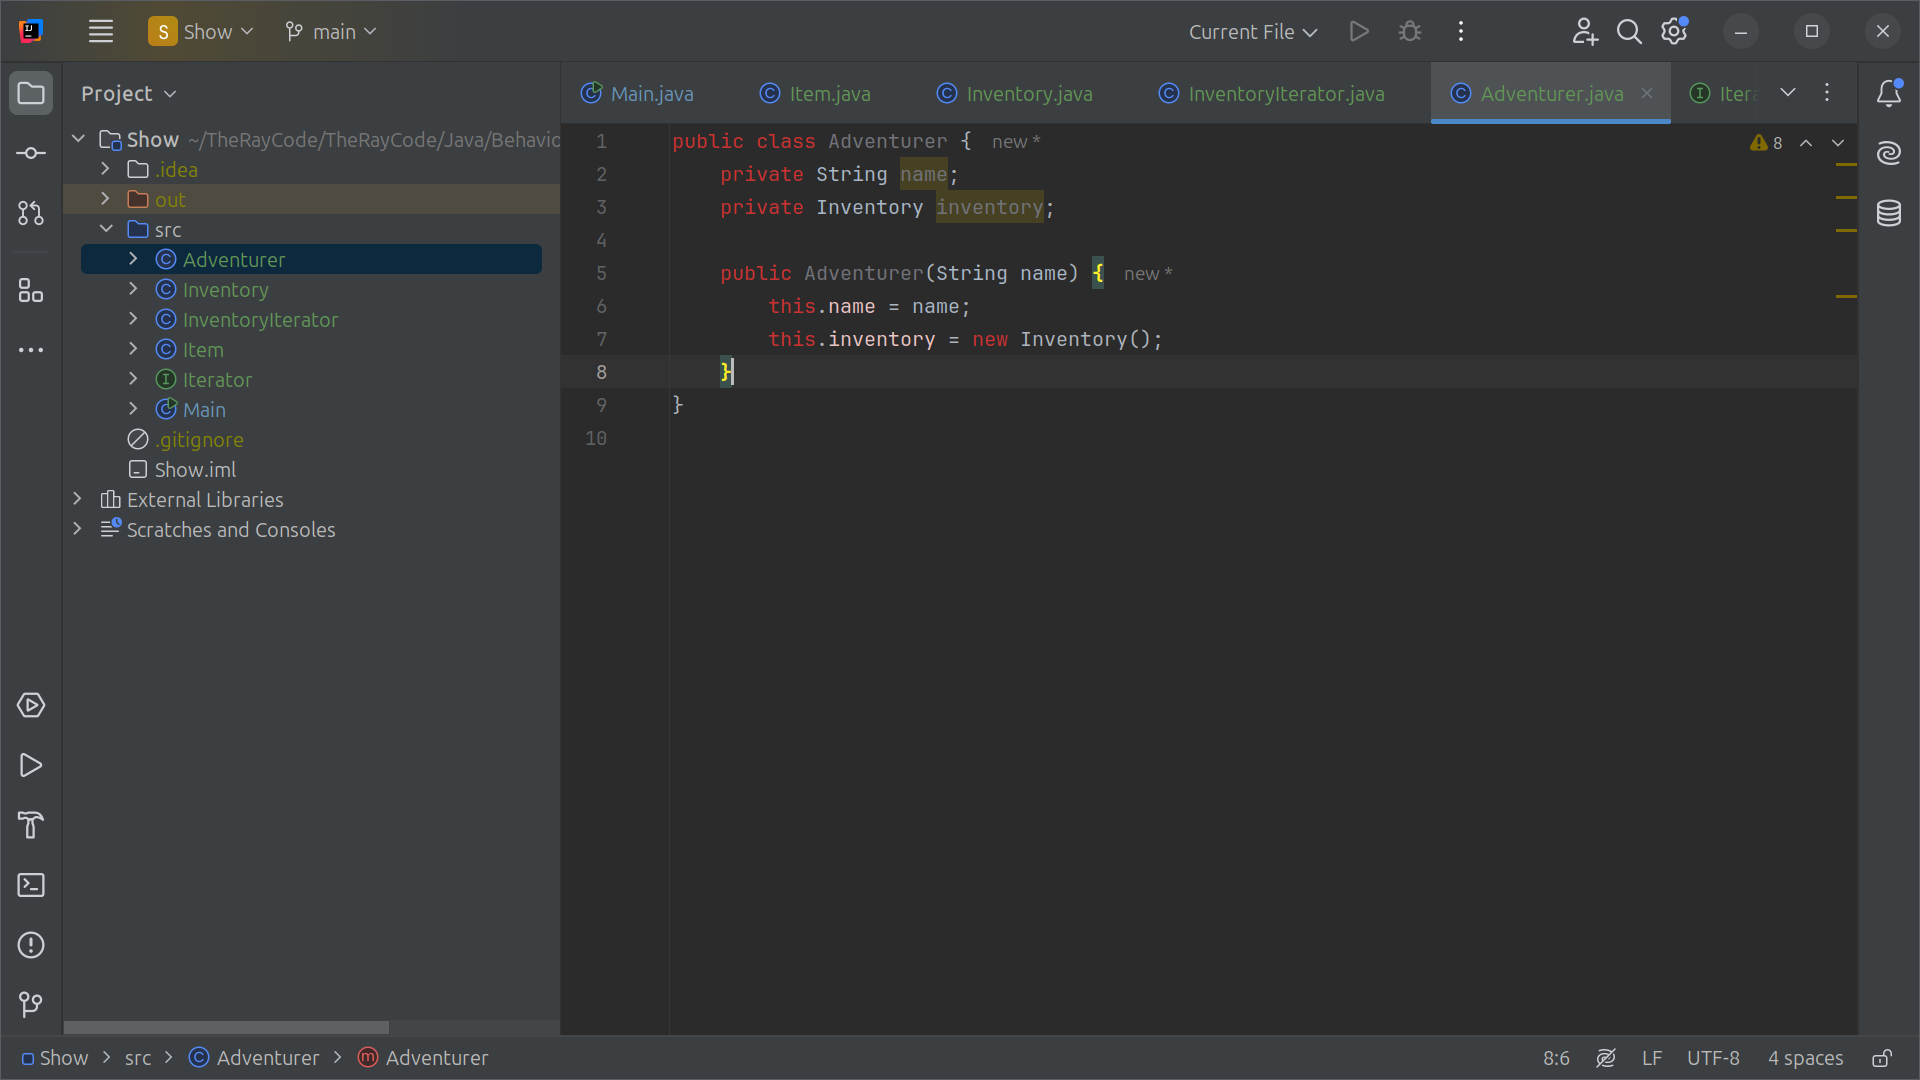 S Show main Current File
Project
Main.java Item.java Inventory.java InventoryIterator.java Adventurer.java Itera
Show ~/TheRayCode/TheRayCode/Java/Behavio
.idea
out
src
Adventurer
Inventory
InventoryIterator
Item
Iterator
Main
.gitignore
Show.iml
External Libraries
Scratches and Consoles
1 public class Adventurer { new *
8
2 private String name;
3 private Inventory inventory;
4
5 public Adventurer(String name) { new *
6 this.name = name;
7 this.inventory = new Inventory();
8 }
9 }
10
Show > src > Adventurer > Adventurer
8:6 LF UTF-8 4 spaces